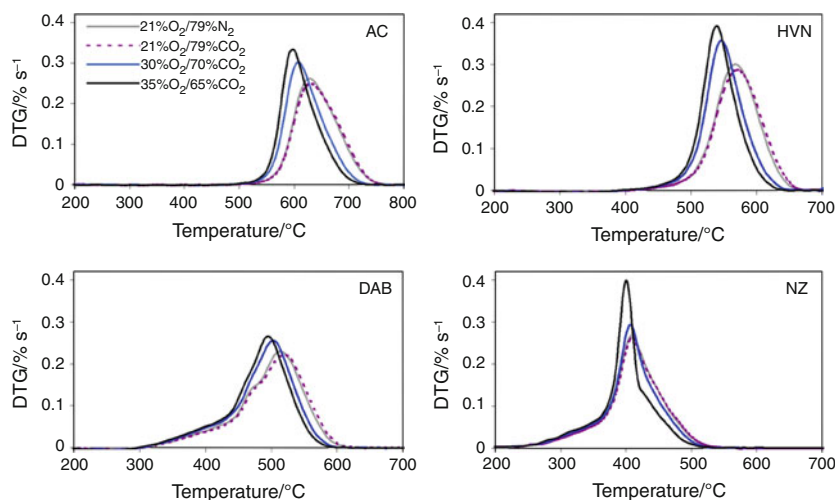 AC
21%O₂/79%N₂
21%O₂/79%CO₂
30%O₂/70%CO₂
35%O₂/65%CO₂
DTG/% s⁻¹
0.4
0.3
0.2
0.1
0
200 300 400 500 600 700 800
Temperature/°C
HVN
DTG/% s⁻¹
0.4
0.3
0.2
0.1
0
200 300 400 500 600 700
Temperature/°C
DAB
DTG/% s⁻¹
0.4
0.3
0.2
0.1
0
200 300 400 500 600 700
Temperature/°C
NZ
DTG/% s⁻¹
0.4
0.3
0.2
0.1
0
200 300 400 500 600 700
Temperature/°C